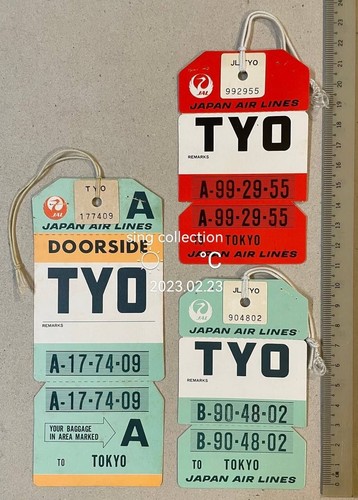 TYO
177409
A
JAL
JAPAN AIR LINES
DOORSIDE
TYO
REMARKS
A-17-74-09
A-17-74-09
YOUR BAGGAGE
IN AREA MARKED
A
TO TOKYO
JL TYO
992955
JAL
JAPAN AIR LINES
TYO
REMARKS
A-99-29-55
A-99-29-55
TO TOKYO
JAPAN AIR LINES
JL TYO
904802
JAL
JAPAN AIR LINES
TYO
REMARKS
B-90-48-02
B-90-48-02
TO TOKYO
JAPAN AIR LINES
sing collection
°C
2023.02.23